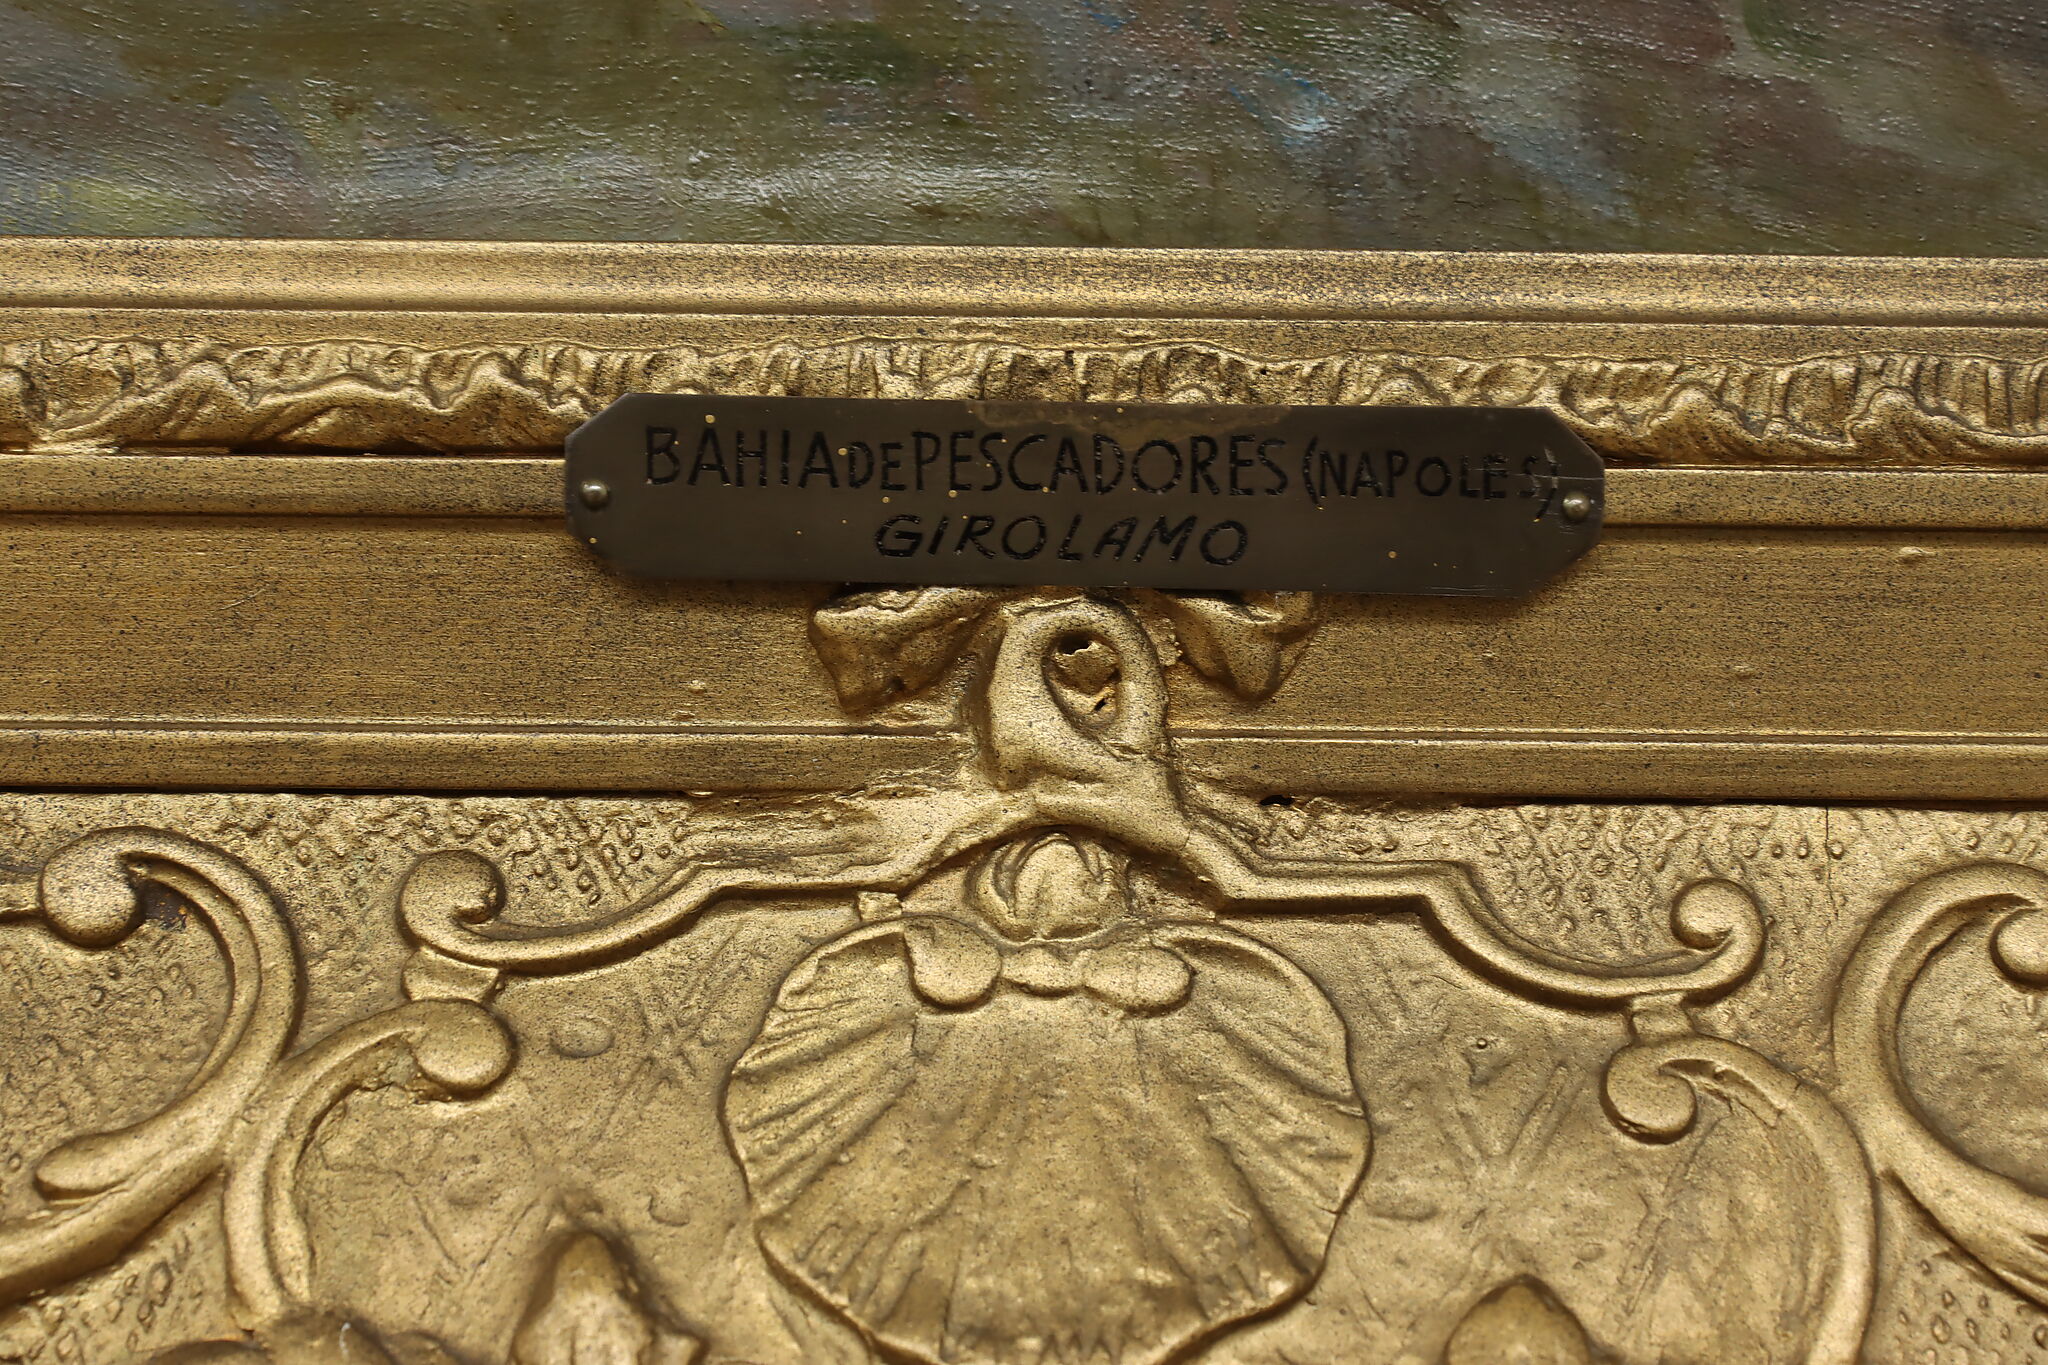 BAHIA DE PESCADORES (NAPOLES)
GIROLAMO